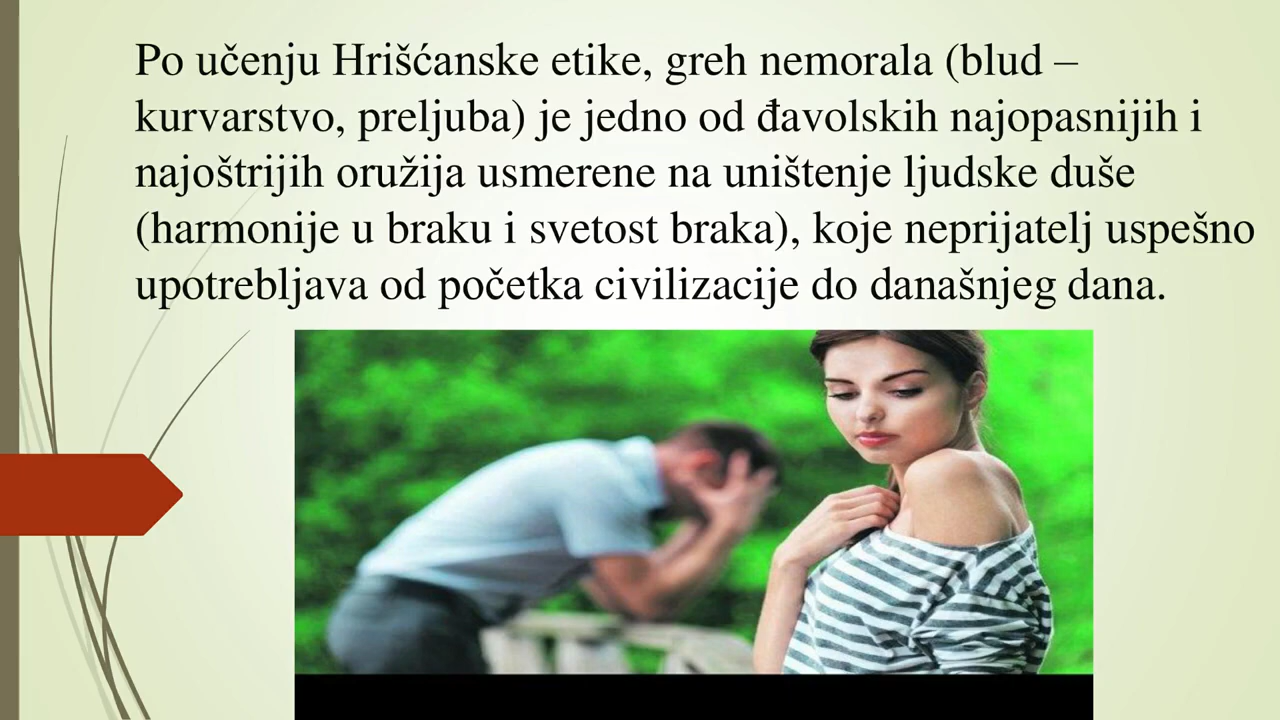 Po učenju Hrišćanske etike, greh nemorala (blud –
kurvarstvo, preljuba) je jedno od đavolskih najopasnijih i
najoštrijih oružija usmerene na uništenje ljudske duše
(harmonije u braku i svetost braka), koje neprijatelj uspešno
upotrebljava od početka civilizacije do današnjeg dana.